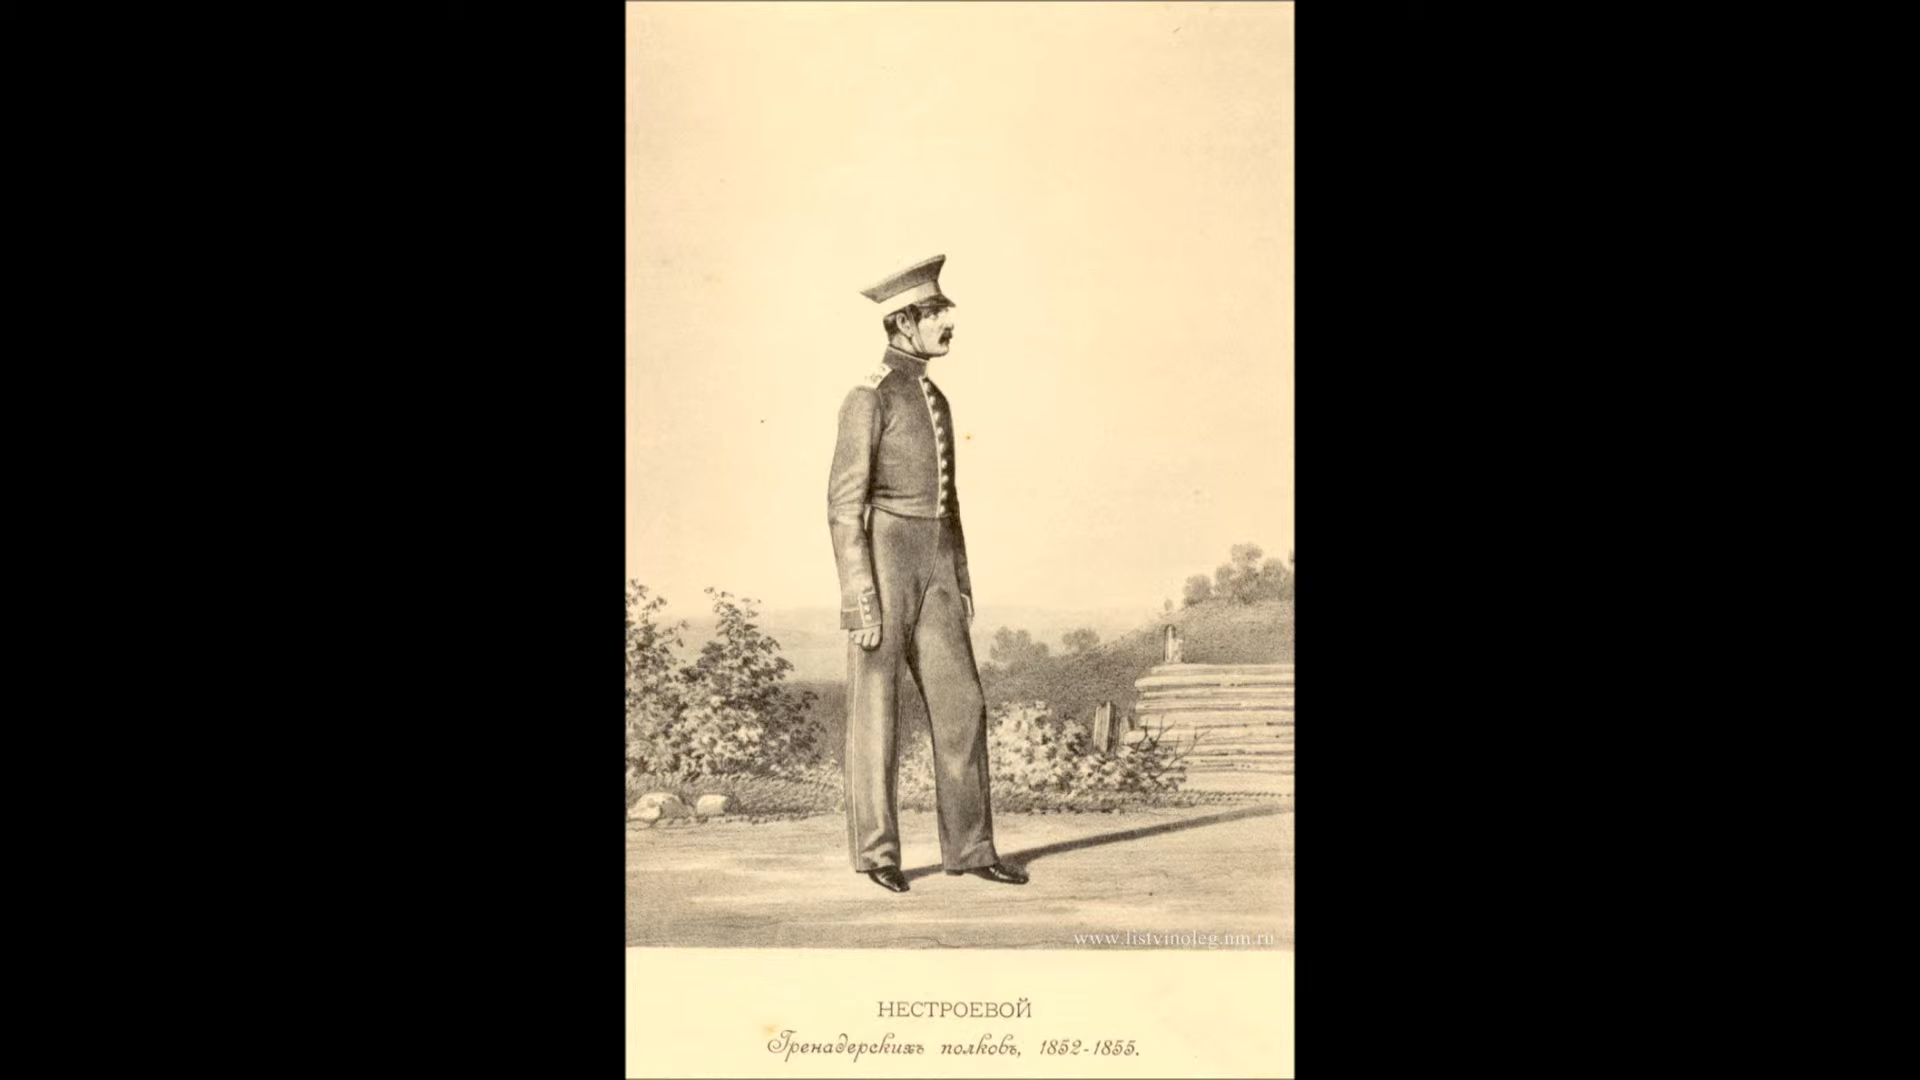 www.listvinoleg.nm.ru
НЕСТРОЕВОЙ
Гренадерскихъ полковъ, 1852-1855.